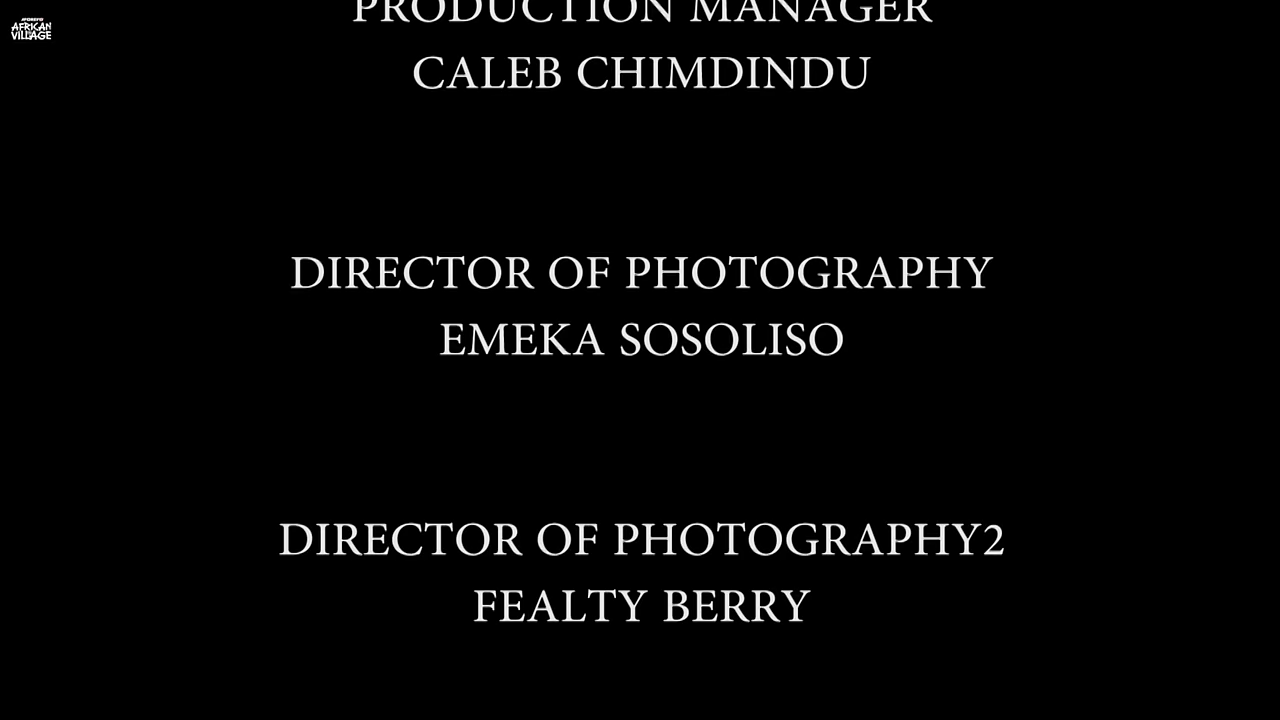 PRODUCTION MANAGER
AFRICAN
VILLAGE
CALEB CHIMDINDU
DIRECTOR OF PHOTOGRAPHY
EMEKA SOSOLISO
DIRECTOR OF PHOTOGRAPHY2
FEALTY BERRY